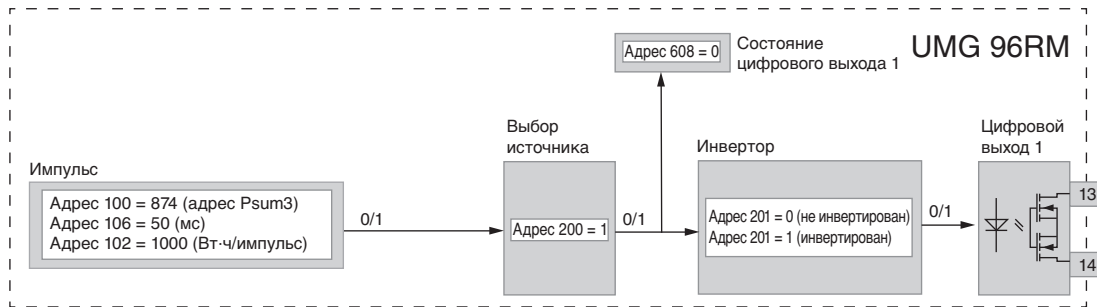 UMG 96RM
Адрес 608 = 0
Состояние
цифрового выхода 1
Импульс
Адрес 100 = 874 (адрес Psum3)
Адрес 106 = 50 (мс)
Адрес 102 = 1000 (Вт·ч/импульс)
0/1
Выбор
источника
Адрес 200 = 1
0/1
Инвертор
Адрес 201 = 0 (не инвертирован)
Адрес 201 = 1 (инвертирован)
0/1
Цифровой
выход 1
13
14